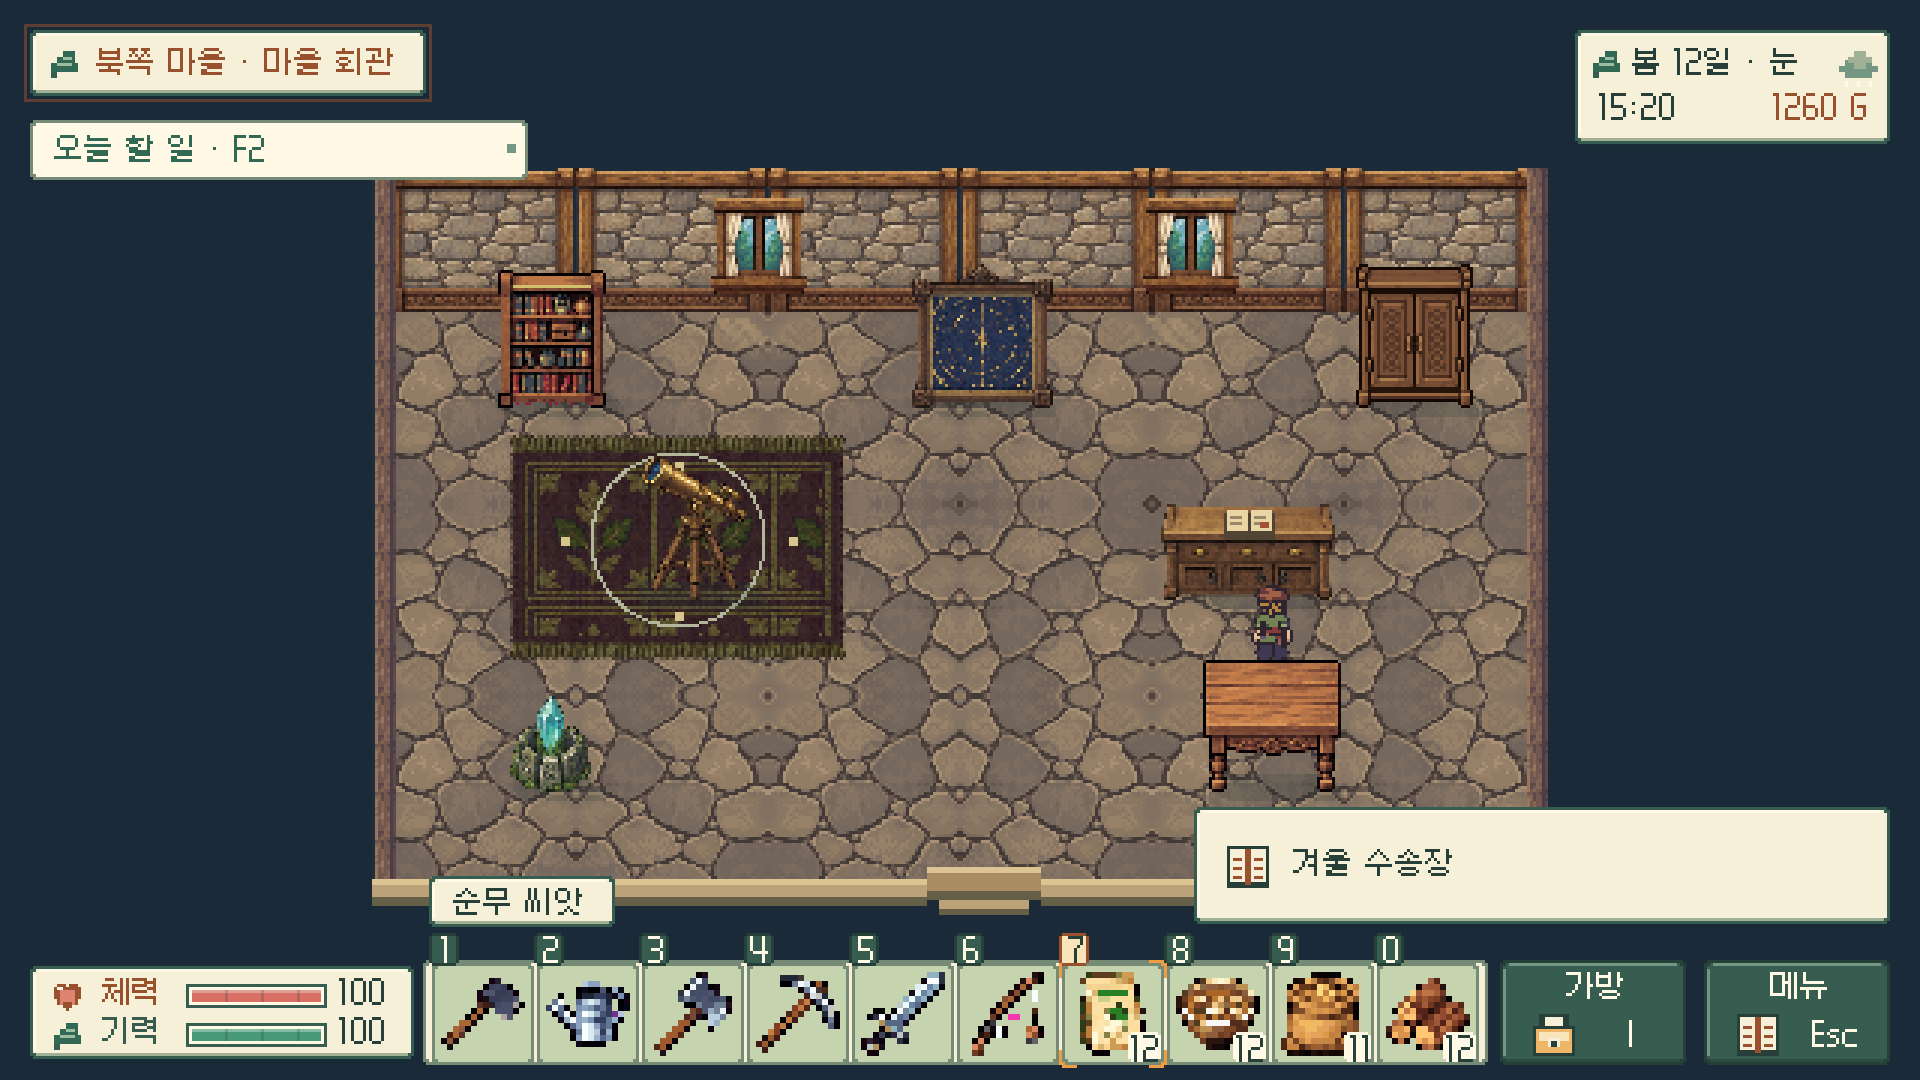 북쪽 마을 · 마을 회관
봄 12일 · 눈
15:20 1260 G
오늘 할 일 · F2
겨울 수송장
순무 씨앗
1 2 3 4 5 6 7 8 9 0
12 12 11 12
체력 100
기력 100
가방
I
메뉴
Esc